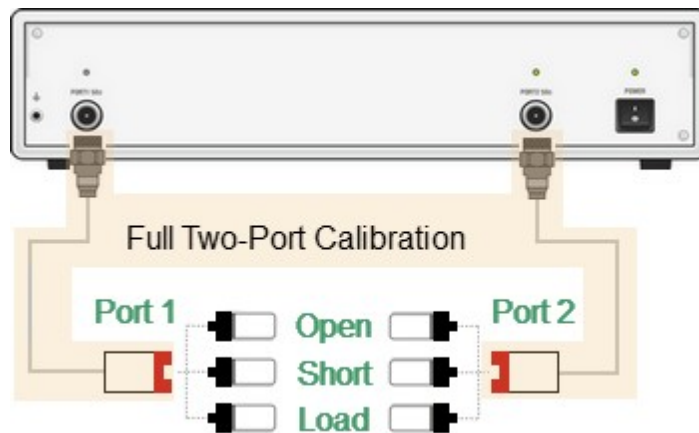 PORT1 50Ω
PORT2 50Ω
POWER
Full Two-Port Calibration
Port 1
Port 2
Open
Short
Load